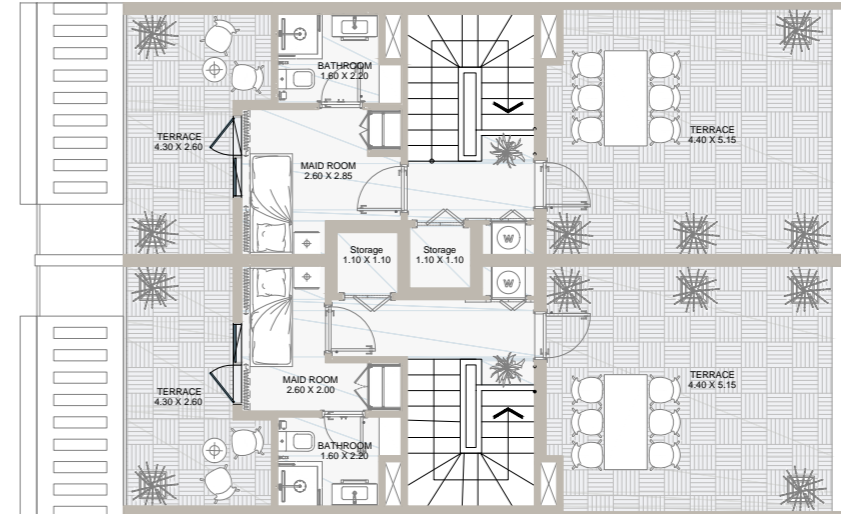 BATHROOM
1.60 X 2.20
TERRACE
4.30 X 2.60
TERRACE
4.40 X 5.15
MAID ROOM
2.60 X 2.85
Storage
1.10 X 1.10
Storage
1.10 X 1.10
W
W
MAID ROOM
2.60 X 2.00
TERRACE
4.30 X 2.60
TERRACE
4.40 X 5.15
BATHROOM
1.60 X 2.20